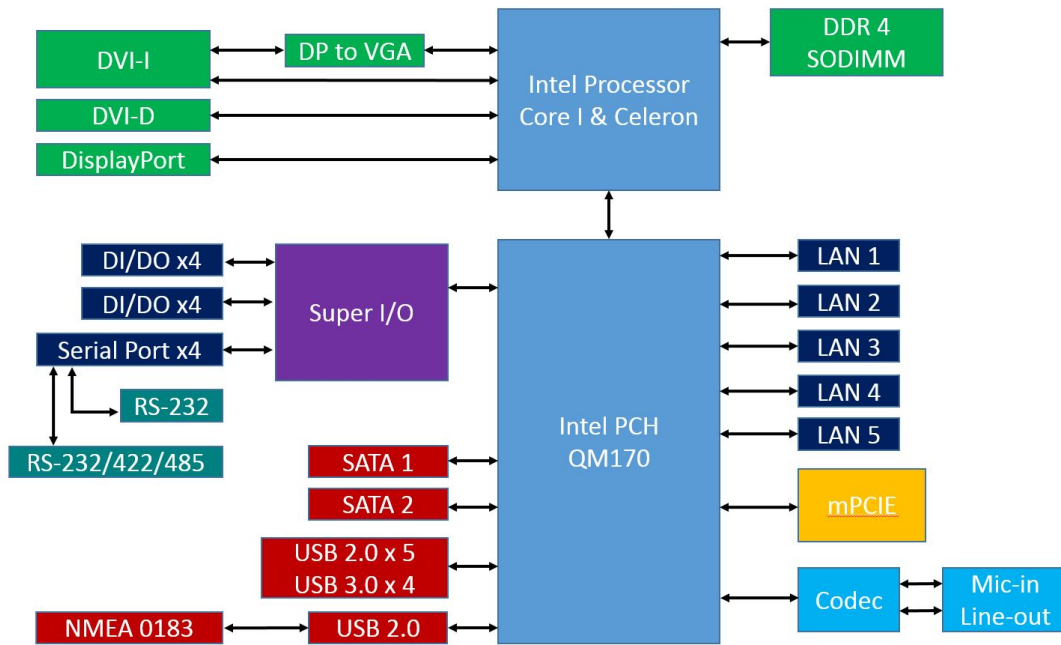 DVI-I
DP to VGA
DDR 4
SODIMM
Intel Processor
Core I & Celeron
DVI-D
DisplayPort
DI/DO x4
DI/DO x4
Serial Port x4
Super I/O
RS-232
RS-232/422/485
Intel PCH
QM170
LAN 1
LAN 2
LAN 3
LAN 4
LAN 5
SATA 1
SATA 2
mPCIE
USB 2.0 x 5
USB 3.0 x 4
NMEA 0183
USB 2.0
Codec
Mic-in
Line-out